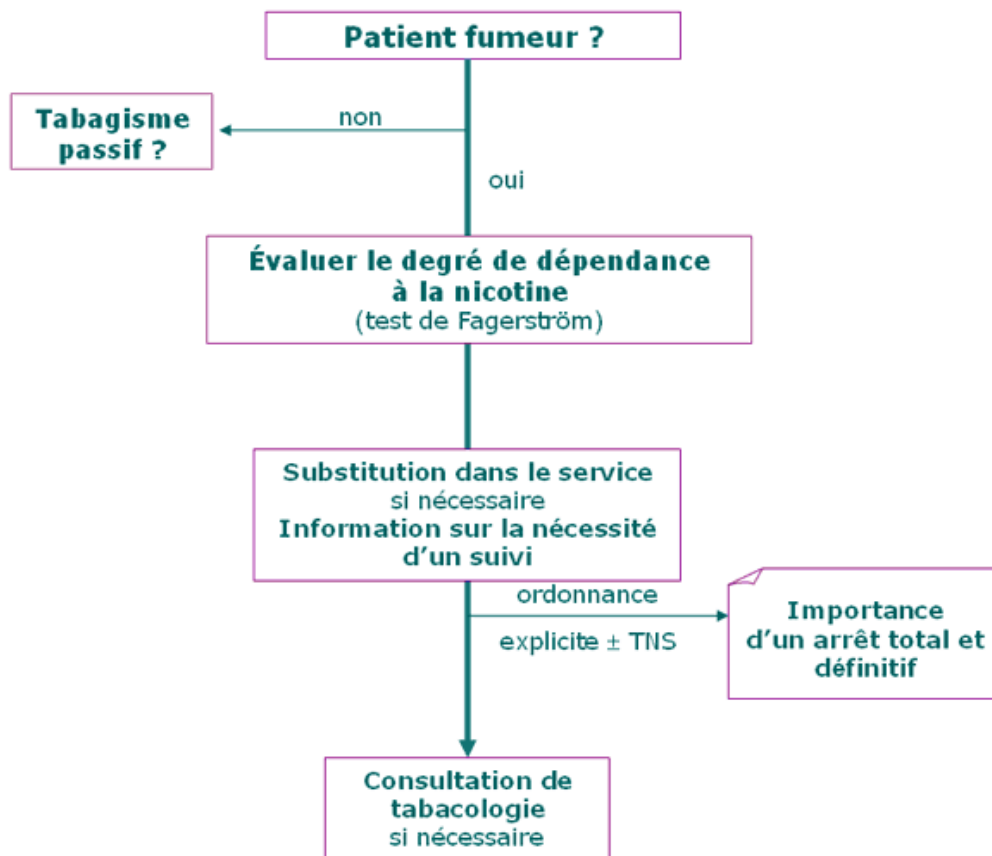 Patient fumeur ?
non
Tabagisme
passif ?
oui
Évaluer le degré de dépendance
à la nicotine
(test de Fagerström)
Substitution dans le service
si nécessaire
Information sur la nécessité
d'un suivi
ordonnance
explicite ± TNS
Importance
d'un arrêt total et
définitif
Consultation de
tabacologie
si nécessaire